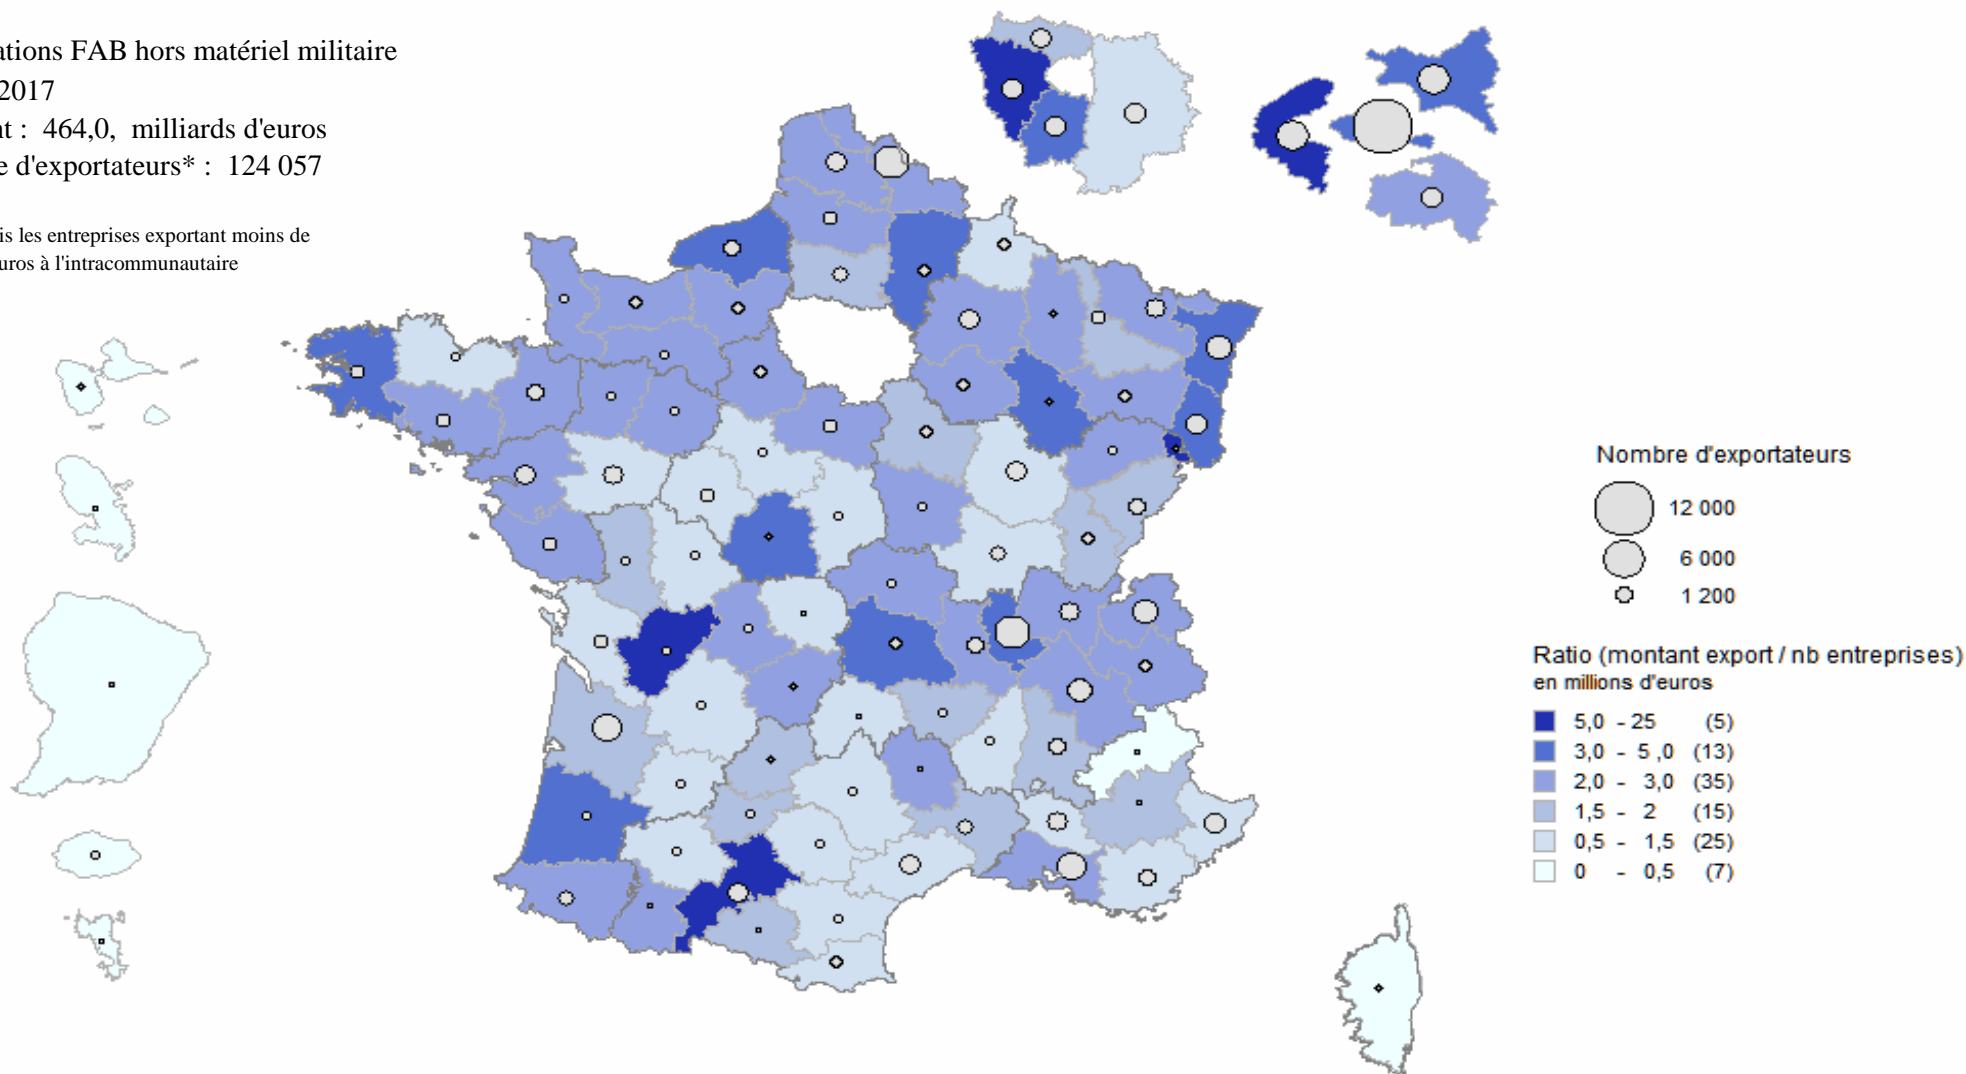 ations FAB hors matériel militaire
2017
nt : 464,0, milliards d'euros
e d'exportateurs* : 124 057
is les entreprises exportant moins de
uros à l'intracommunautaire
Nombre d'exportateurs
12 000
6 000
1 200
Ratio (montant export / nb entreprises)
en millions d'euros
5,0 - 25 (5)
3,0 - 5 ,0 (13)
2,0 - 3,0 (35)
1,5 - 2 (15)
0,5 - 1,5 (25)
0 - 0,5 (7)